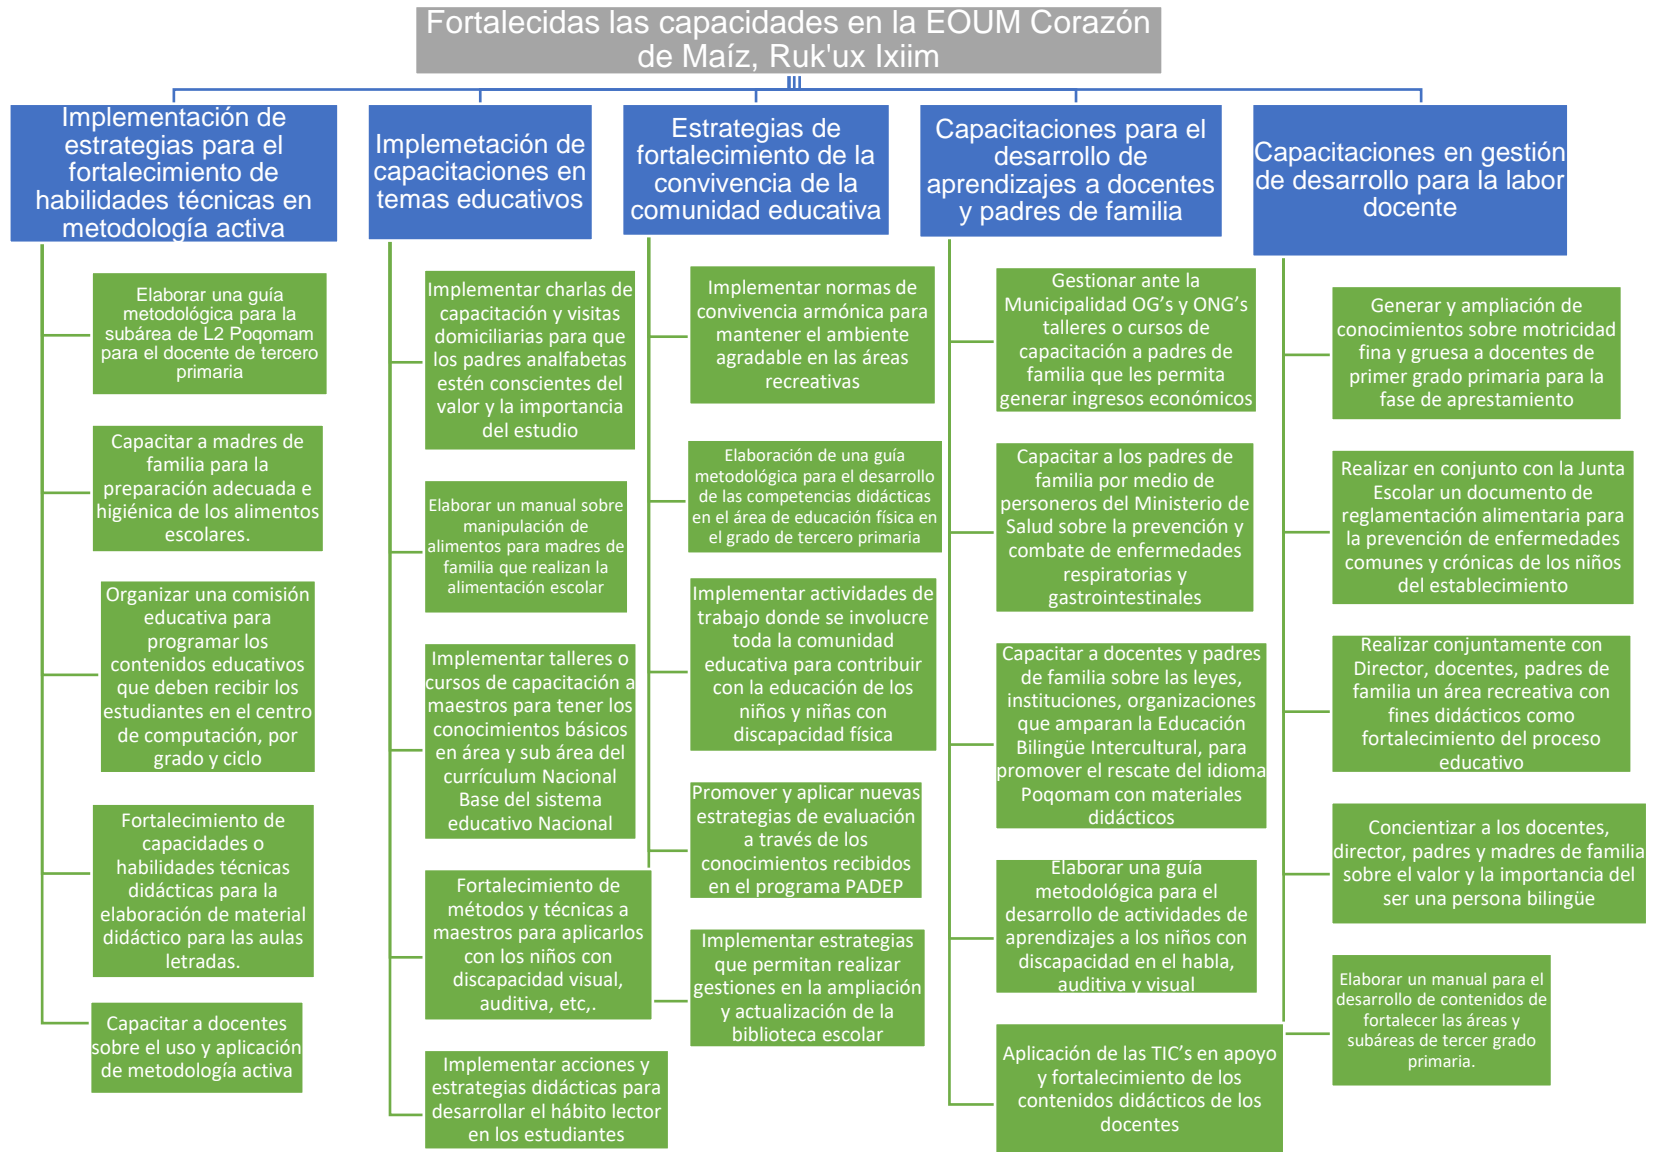 Fortalecidas las capacidades en la EOUM Corazón
de Maíz, Ruk'ux Ixiim
Implementación de
estrategias para el
fortalecimiento de
habilidades técnicas en
metodología activa
Elaborar una guía
metodológica para la
subárea de L2 Poqomam
para el docente de tercero
primaria
Capacitar a madres de
familia para la
preparación adecuada e
higiénica de los alimentos
escolares.
Organizar una comisión
educativa para
programar los
contenidos educativos
que deben recibir los
estudiantes en el centro
de computación, por
grado y ciclo
Fortalecimiento de
capacidades o
habilidades técnicas
didácticas para la
elaboración de material
didáctico para las aulas
letradas.
Capacitar a docentes
sobre el uso y aplicación
de metodología activa
Implemetación de
capacitaciones en
temas educativos
Implementar charlas de
capacitación y visitas
domiciliarias para que
los padres analfabetas
estén conscientes del
valor y la importancia
del estudio
Elaborar un manual sobre
manipulación de
alimentos para madres de
familia que realizan la
alimentación escolar
Implementar talleres o
cursos de capacitación a
maestros para tener los
conocimientos básicos
en área y sub área del
currículum Nacional
Base del sistema
educativo Nacional
Fortalecimiento de
métodos y técnicas a
maestros para aplicarlos
con los niños con
discapacidad visual,
auditiva, etc,.
Implementar acciones y
estrategias didácticas para
desarrollar el hábito lector
en los estudiantes
Estrategias de
fortalecimiento de la
convivencia de la
comunidad educativa
Implementar normas de
convivencia armónica para
mantener el ambiente
agradable en las áreas
recreativas
Elaboración de una guía
metodológica para el desarrollo
de las competencias didácticas
en el área de educación física en
el grado de tercero primaria
Implementar actividades de
trabajo donde se involucre
toda la comunidad
educativa para contribuir
con la educación de los
niños y niñas con
discapacidad física
Promover y aplicar nuevas
estrategias de evaluación
a través de los
conocimientos recibidos
en el programa PADEP
Implementar estrategias
que permitan realizar
gestiones en la ampliación
y actualización de la
biblioteca escolar
Capacitaciones para el
desarrollo de
aprendizajes a docentes
y padres de familia
Gestionar ante la
Municipalidad OG’s y ONG’s
talleres o cursos de
capacitación a padres de
familia que les permita
generar ingresos económicos
Capacitar a los padres de
familia por medio de
personeros del Ministerio de
Salud sobre la prevención y
combate de enfermedades
respiratorias y
gastrointestinales
Capacitar a docentes y padres
de familia sobre las leyes,
instituciones, organizaciones
que amparan la Educación
Bilingüe Intercultural, para
promover el rescate del idioma
Poqomam con materiales
didácticos
Elaborar una guía
metodológica para el
desarrollo de actividades de
aprendizajes a los niños con
discapacidad en el habla,
auditiva y visual
Aplicación de las TIC’s en apoyo
y fortalecimiento de los
contenidos didácticos de los
docentes
Capacitaciones en gestión
de desarrollo para la labor
docente
Generar y ampliación de
conocimientos sobre motricidad
fina y gruesa a docentes de
primer grado primaria para la
fase de aprestamiento
Realizar en conjunto con la Junta
Escolar un documento de
reglamentación alimentaria para
la prevención de enfermedades
comunes y crónicas de los niños
del establecimiento
Realizar conjuntamente con
Director, docentes, padres de
familia un área recreativa con
fines didácticos como
fortalecimiento del proceso
educativo
Concientizar a los docentes,
director, padres y madres de familia
sobre el valor y la importancia del
ser una persona bilingüe
Elaborar un manual para el
desarrollo de contenidos de
fortalecer las áreas y
subáreas de tercer grado
primaria.